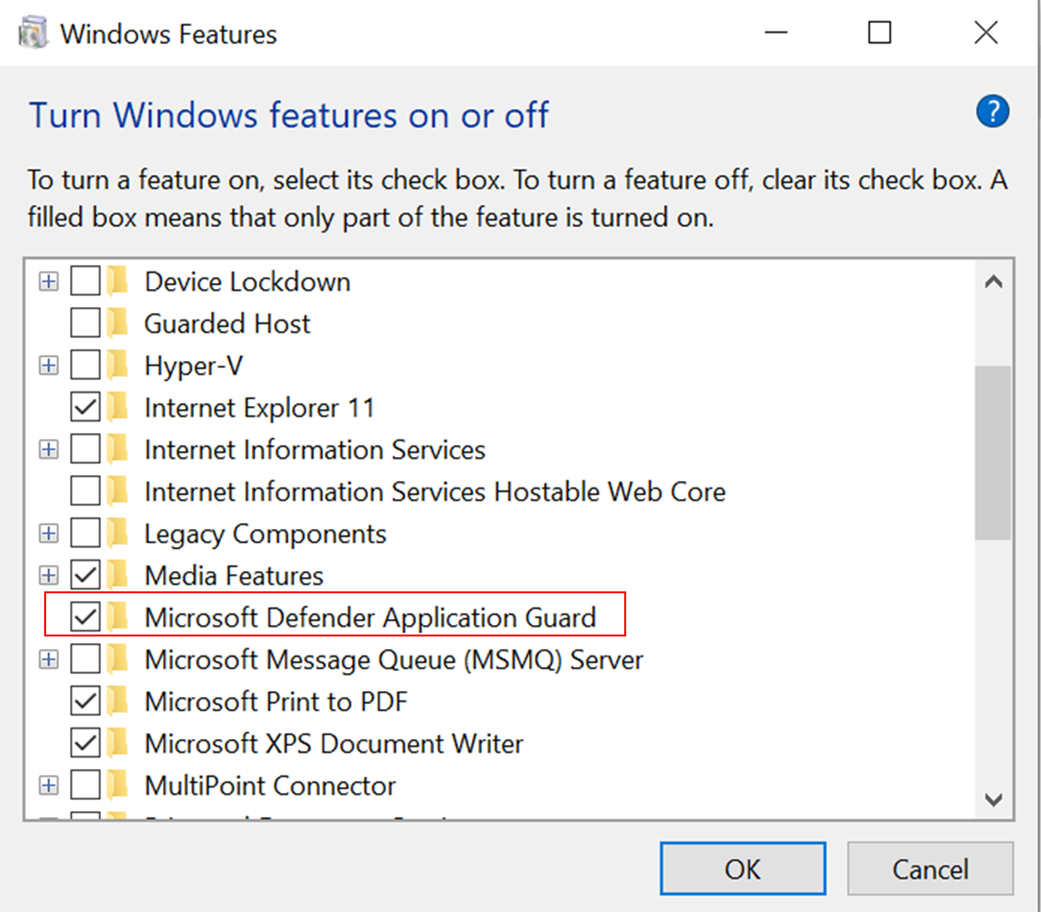 Windows Features
Turn Windows features on or off
?
To turn a feature on, select its check box. To turn a feature off, clear its check box. A
filled box means that only part of the feature is turned on.
Device Lockdown
Guarded Host
Hyper-V
Internet Explorer 11
Internet Information Services
Internet Information Services Hostable Web Core
Legacy Components
Media Features
Microsoft Defender Application Guard
Microsoft Message Queue (MSMQ) Server
Microsoft Print to PDF
Microsoft XPS Document Writer
MultiPoint Connector
OK
Cancel